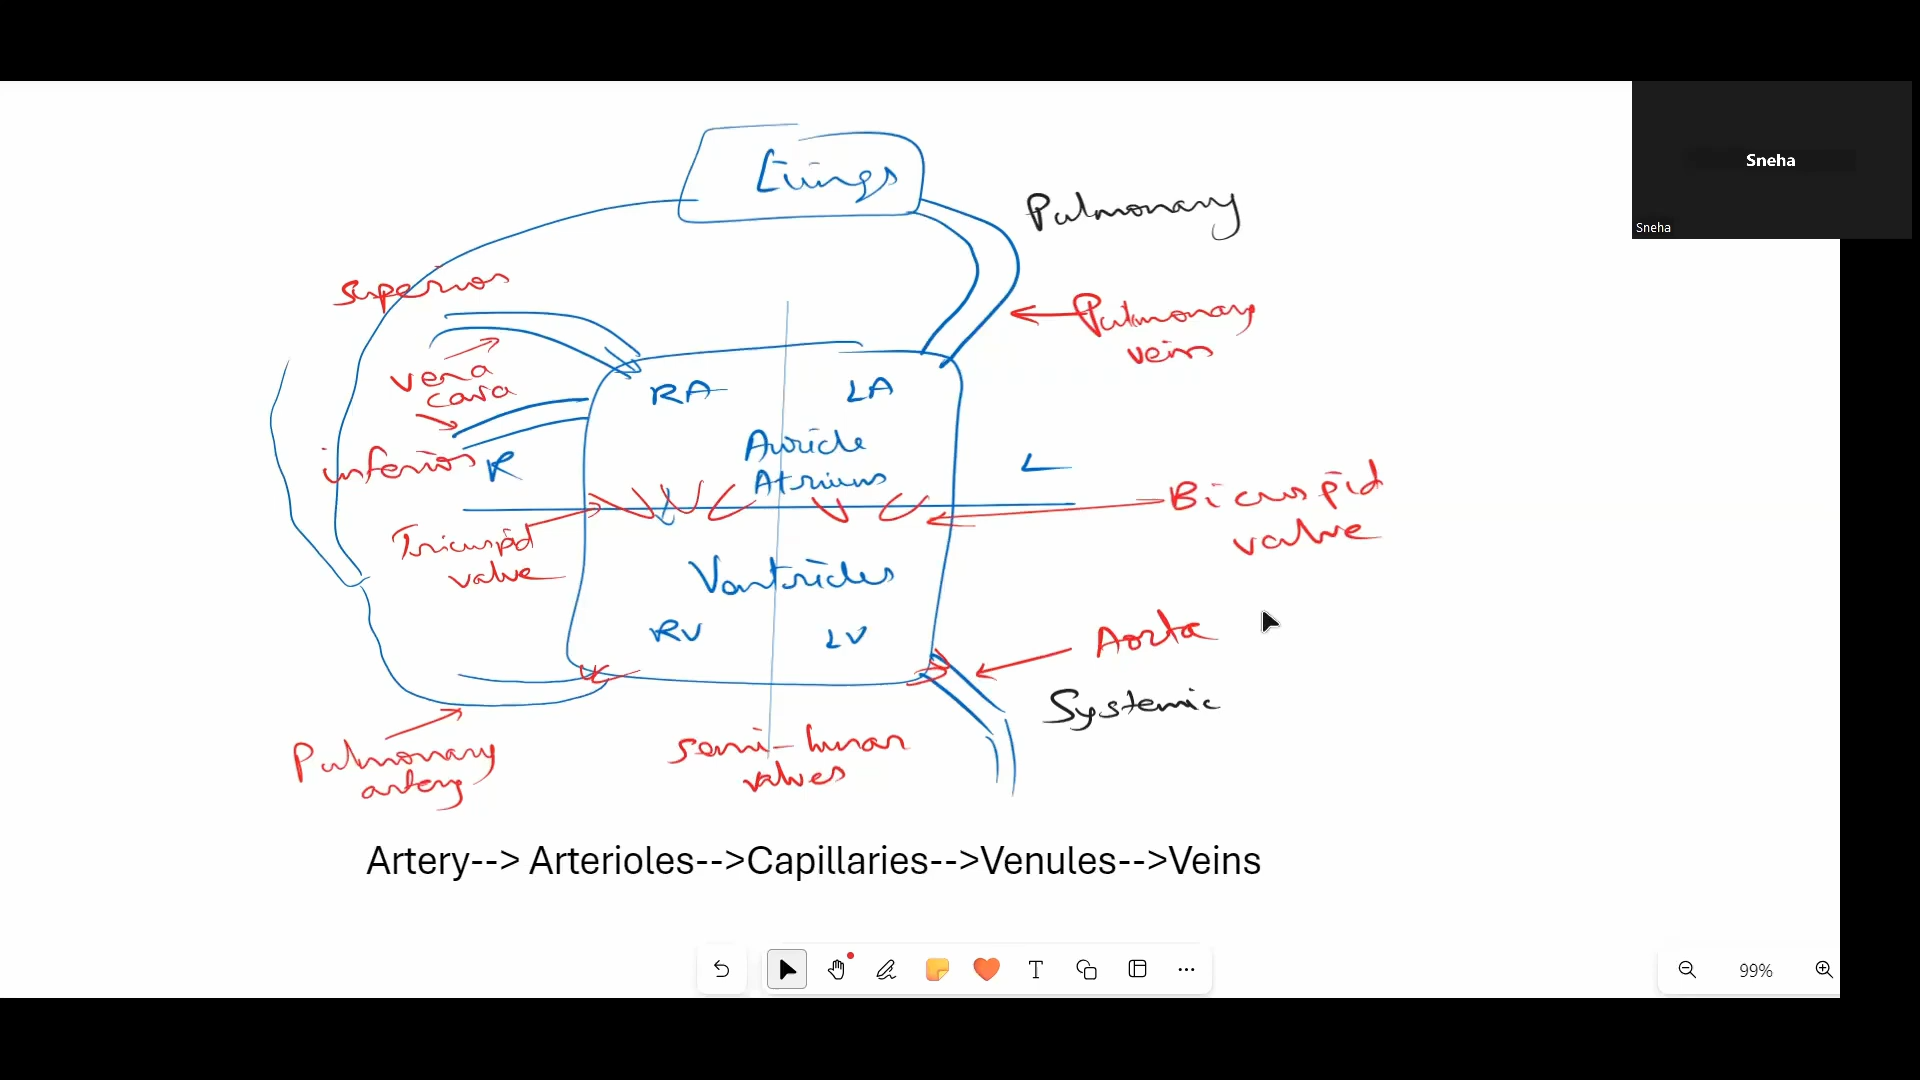 Sneha
Sneha
Lungs
Pulmonary
superior
Pulmonary
vein
vena
cava
RA
LA
Auricle
Atrium
inferior
R
L
Bicuspid
valve
Tricuspid
valve
Ventricles
RV
LV
Aorta
Systemic
Pulmonary
artery
semi-lunar
valves
Artery--> Arterioles-->Capillaries-->Venules-->Veins
T
99%